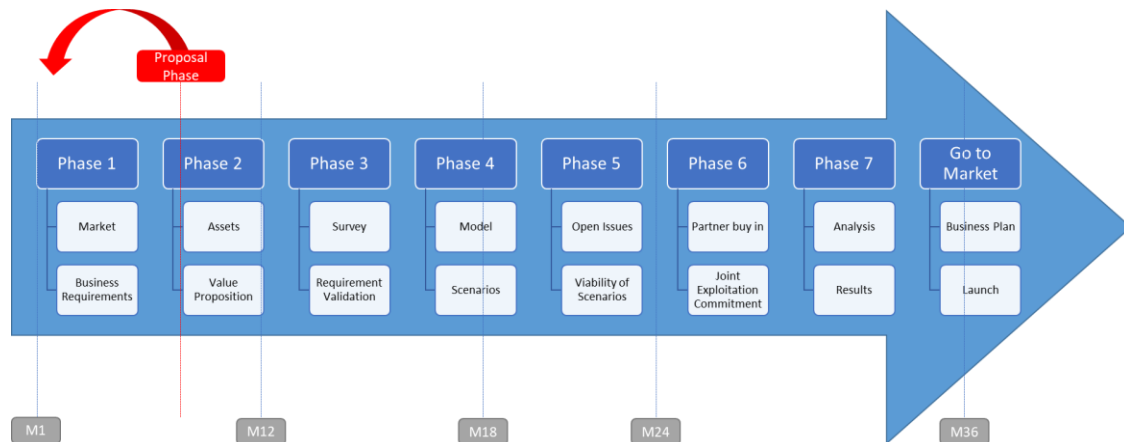 Proposal
Phase
Phase 1
Phase 2
Phase 3
Phase 4
Phase 5
Phase 6
Phase 7
Go to
Market
Market
Assets
Survey
Model
Open Issues
Partner buy in
Analysis
Business Plan
Business
Requirements
Value
Proposition
Requirement
Validation
Scenarios
Viability of
Scenarios
Joint
Exploitation
Commitment
Results
Launch
M1
M12
M18
M24
M36